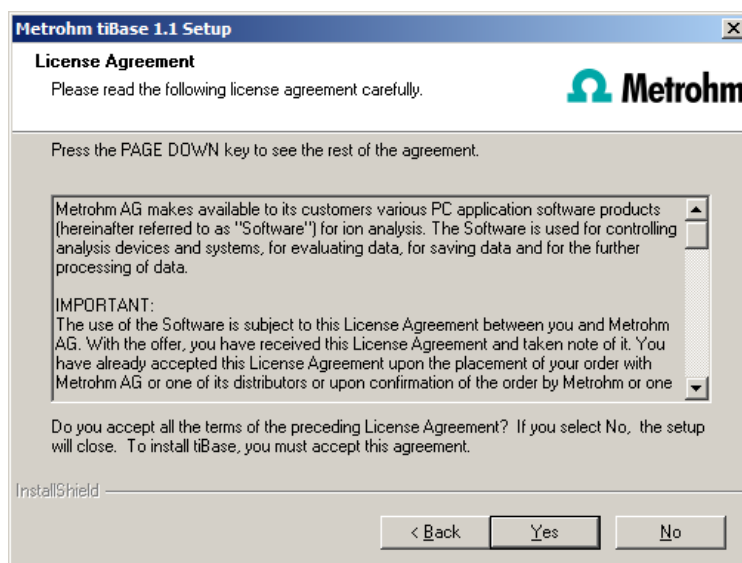 Metrohm tiBase 1.1 Setup
License Agreement
Please read the following license agreement carefully.
Metrohm
Press the PAGE DOWN key to see the rest of the agreement.
Metrohm AG makes available to its customers various PC application software products
(hereinafter referred to as "Software") for ion analysis. The Software is used for controlling
analysis devices and systems, for evaluating data, for saving data and for the further
processing of data.
IMPORTANT:
The use of the Software is subject to this License Agreement between you and Metrohm
AG. With the offer, you have received this License Agreement and taken note of it. You
have already accepted this License Agreement upon the placement of your order with
Metrohm AG or one of its distributors or upon confirmation of the order by Metrohm or one
Do you accept all the terms of the preceding License Agreement? If you select No, the setup
will close. To install tiBase, you must accept this agreement.
InstallShield
< Back Yes No